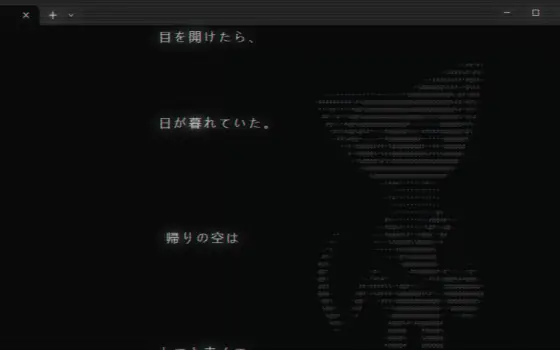 目を開けたら、
日が暮れていた。
帰りの空は